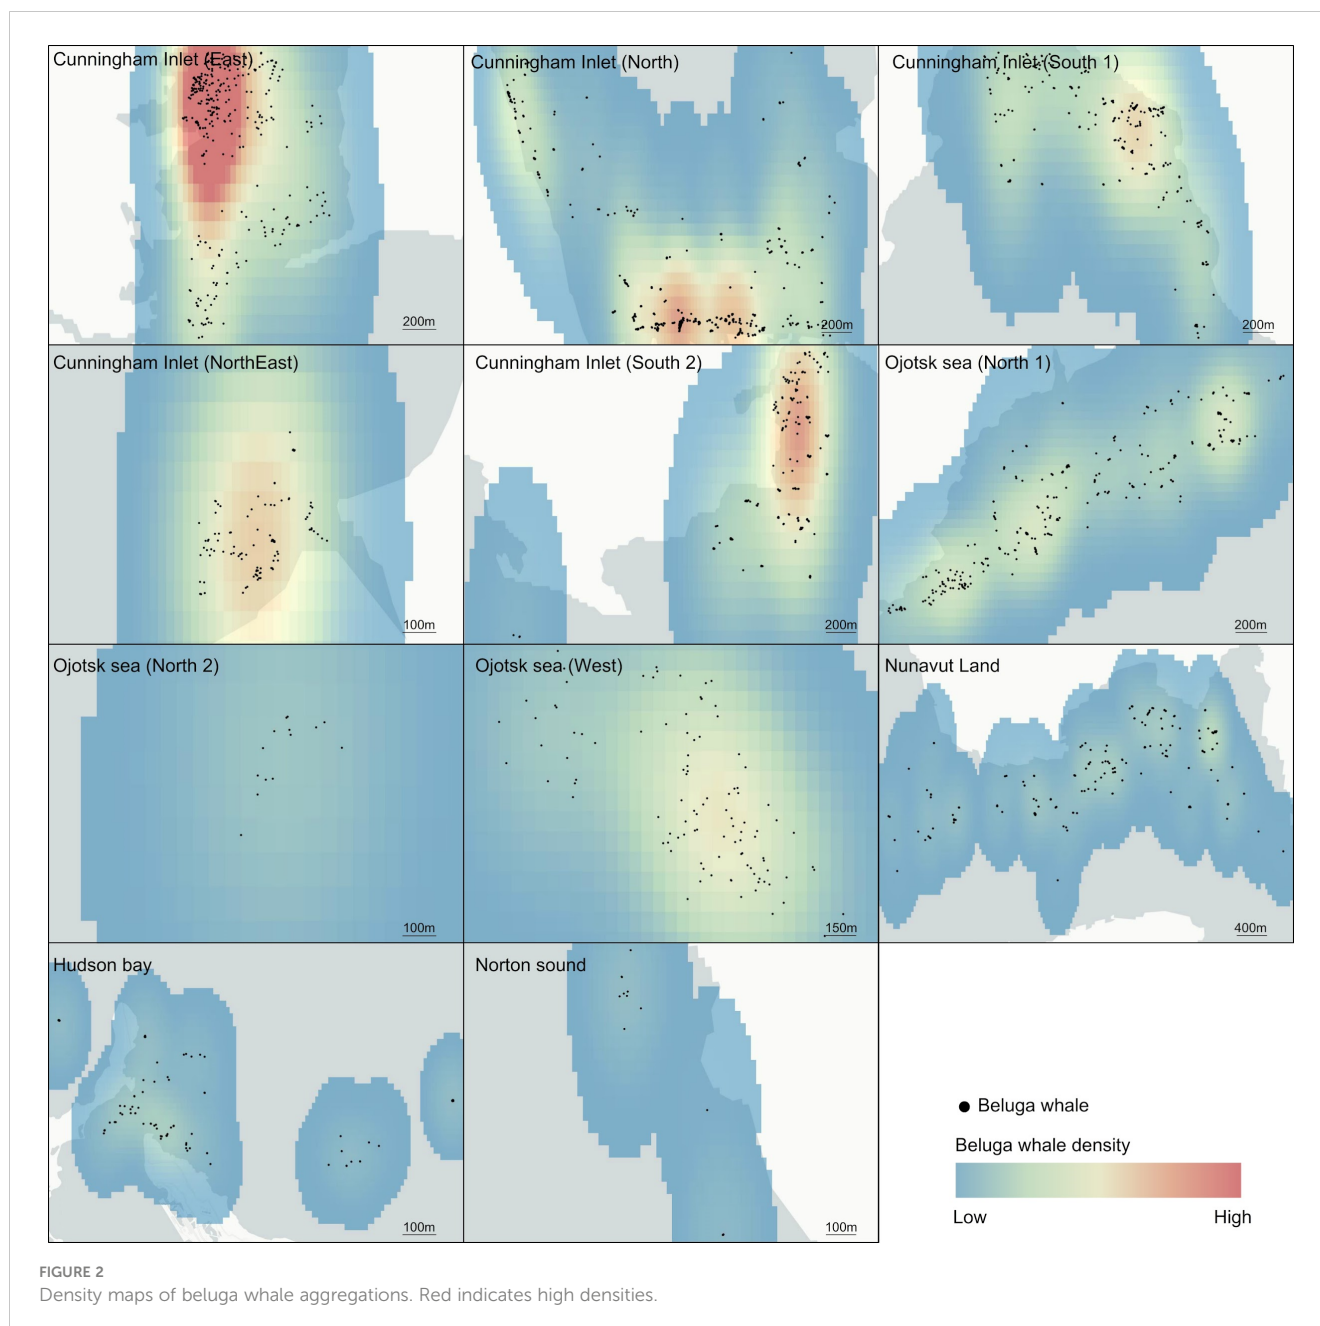 Cunningham Inlet (East)
200m
Cunningham Inlet (North)
200m
Cunningham Inlet (South 1)
200m
Cunningham Inlet (NorthEast)
100m
Cunningham Inlet (South 2)
200m
Ojotsk sea (North 1)
200m
Ojotsk sea (North 2)
100m
Ojotsk sea (West)
150m
Nunavut Land
400m
Hudson bay
100m
Norton sound
100m
Beluga whale
Beluga whale density
Low High
FIGURE 2
Density maps of beluga whale aggregations. Red indicates high densities.